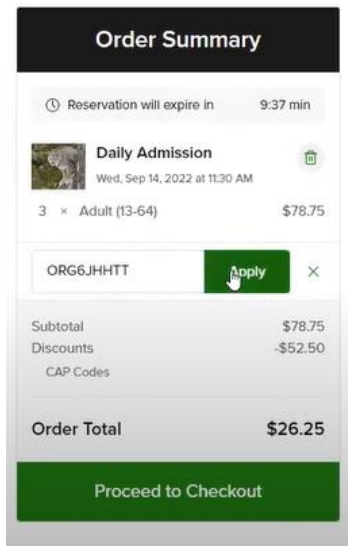 Order Summary
Reservation will expire in 9:37 min
Daily Admission
Wed, Sep 14, 2022 at 11:30 AM
3 × Adult (13-64) $78.75
ORG6JHHTT Apply ×
Subtotal $78.75
Discounts -$52.50
CAP Codes
Order Total $26.25
Proceed to Checkout